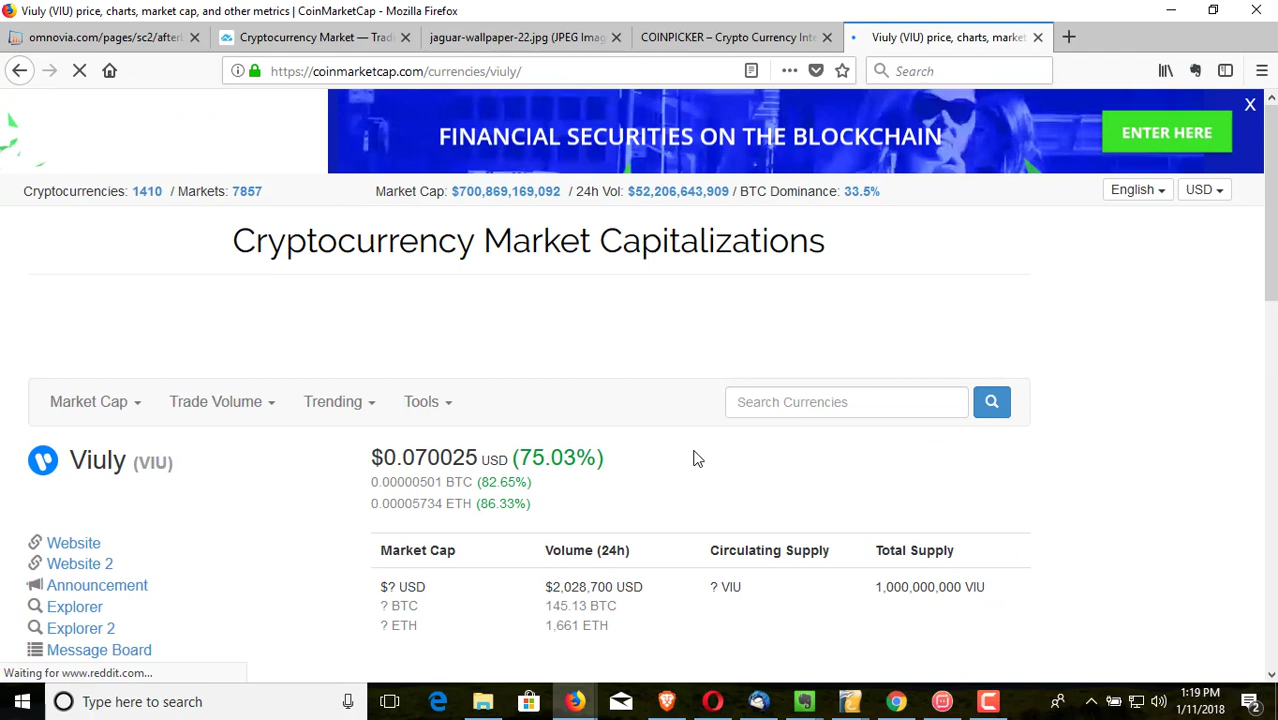 Viuly (VIU) price, charts, market cap, and other metrics | CoinMarketCap - Mozilla Firefox
omnovia.com/pages/sc2/afterl
Cryptocurrency Market — Tradi
jaguar-wallpaper-22.jpg (JPEG Imag
COINPICKER – Crypto Currency Inte
Viuly (VIU) price, charts, market
https://coinmarketcap.com/currencies/viuly/
Search
X
FINANCIAL SECURITIES ON THE BLOCKCHAIN
ENTER HERE
Cryptocurrencies: 1410 / Markets: 7857
Market Cap: $700,869,169,092 / 24h Vol: $52,206,643,909 / BTC Dominance: 33.5%
English
USD
Cryptocurrency Market Capitalizations
Market Cap
Trade Volume
Trending
Tools
Search Currencies
Viuly (VIU)
$0.070025 USD (75.03%)
0.00000501 BTC (82.65%)
0.00005734 ETH (86.33%)
Website
Website 2
Announcement
Explorer
Explorer 2
Message Board
Market Cap Volume (24h) Circulating Supply Total Supply
$? USD $2,028,700 USD ? VIU 1,000,000,000 VIU
? BTC 145.13 BTC
? ETH 1,661 ETH
Waiting for www.reddit.com...
Type here to search
1:19 PM
1/11/2018
2